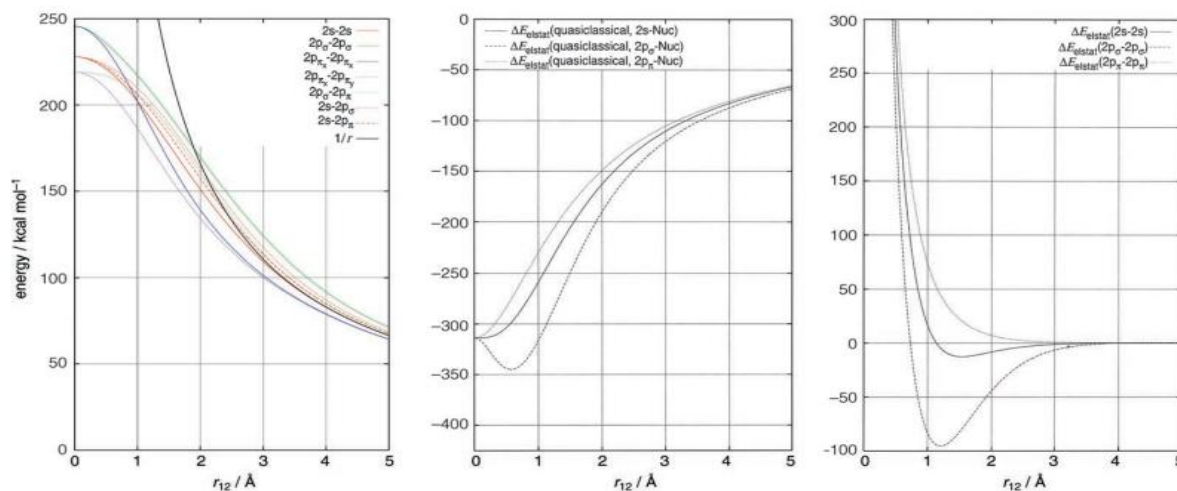 250
200
150
100
50
0
energy / kcal mol⁻¹
2s-2s
2pσ-2pσ
2pπₓ-2pπₓ
2pπₓ-2pπᵧ
2pσ-2pπ
2s-2pσ
2s-2pπ
1/r
0 1 2 3 4 5
r₁₂ / Å
−0
−50
−100
−150
−200
−250
−300
−350
−400
ΔEelstat(quasiclassical, 2s-Nuc)
ΔEelstat(quasiclassical, 2pσ-Nuc)
ΔEelstat(quasiclassical, 2pπ-Nuc)
0 1 2 3 4 5
r₁₂ / Å
300
250
200
150
100
50
0
-50
-100
ΔEelstat(2s-2s)
ΔEelstat(2pσ-2pσ)
ΔEelstat(2pπ-2pπ)
0 1 2 3 4 5
r₁₂ / Å